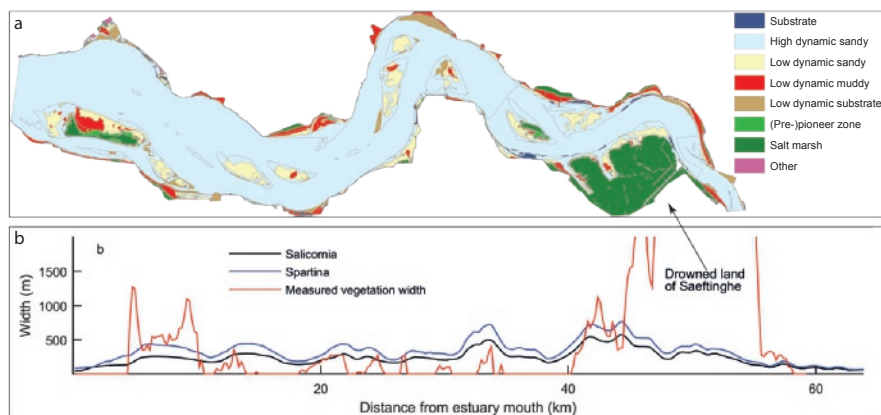 a
Substrate
High dynamic sandy
Low dynamic sandy
Low dynamic muddy
Low dynamic substrate
(Pre-)pioneer zone
Salt marsh
Other
b
b
Salicornia
Spartina
Measured vegetation width
Drowned land
of Saeftinghe
Width (m)
1500
1000
500
20
40
60
Distance from estuary mouth (km)